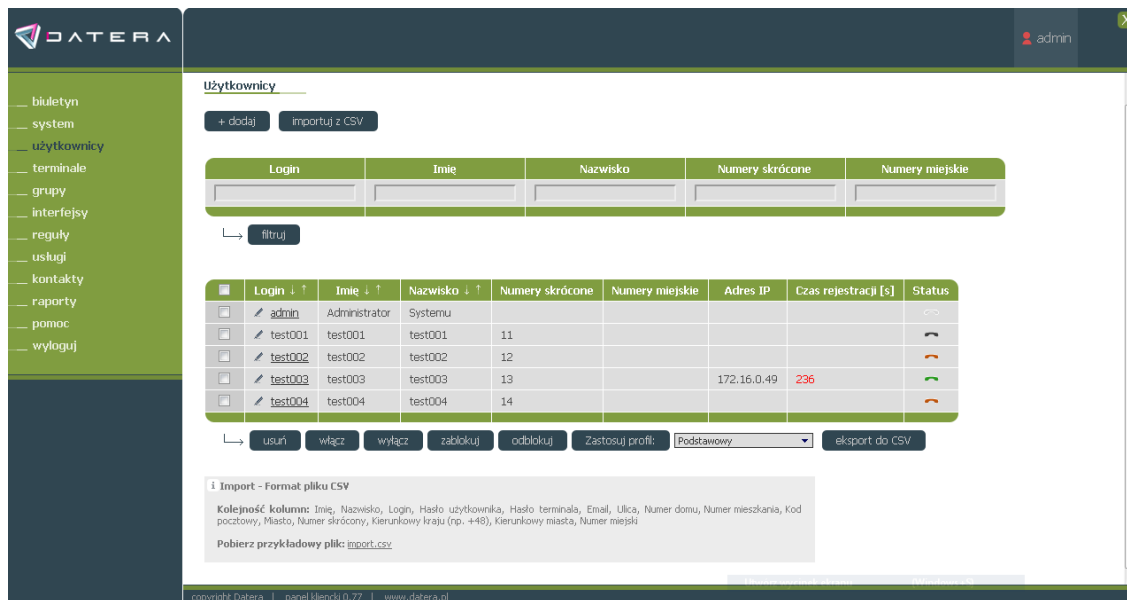 DATERA
admin
biuletyn
system
użytkownicy
terminale
grupy
interfejsy
reguły
usługi
kontakty
raporty
pomoc
wyloguj
Użytkownicy
+ dodaj importuj z CSV
Login Imię Nazwisko Numery skrócone Numery miejskie
filtruj
Login ↓ ↑ Imię ↓ ↑ Nazwisko ↓ ↑ Numery skrócone Numery miejskie Adres IP Czas rejestracji [s] Status
admin Administrator Systemu
test001 test001 test001 11
test002 test002 test002 12
test003 test003 test003 13 172.16.0.49 236
test004 test004 test004 14
usuń włącz wyłącz zablokuj odblokuj Zastosuj profil: Podstawowy eksport do CSV
i Import - Format pliku CSV
Kolejność kolumn: Imię, Nazwisko, Login, Hasło użytkownika, Hasło terminala, Email, Ulica, Numer domu, Numer mieszkania, Kod
pocztowy, Miasto, Numer skrócony, Kierunkowy kraju (np. +48), Kierunkowy miasta, Numer miejski
Pobierz przykładowy plik: import.csv
copyright Datera | panel kliencki 0.77 | www.datera.pl